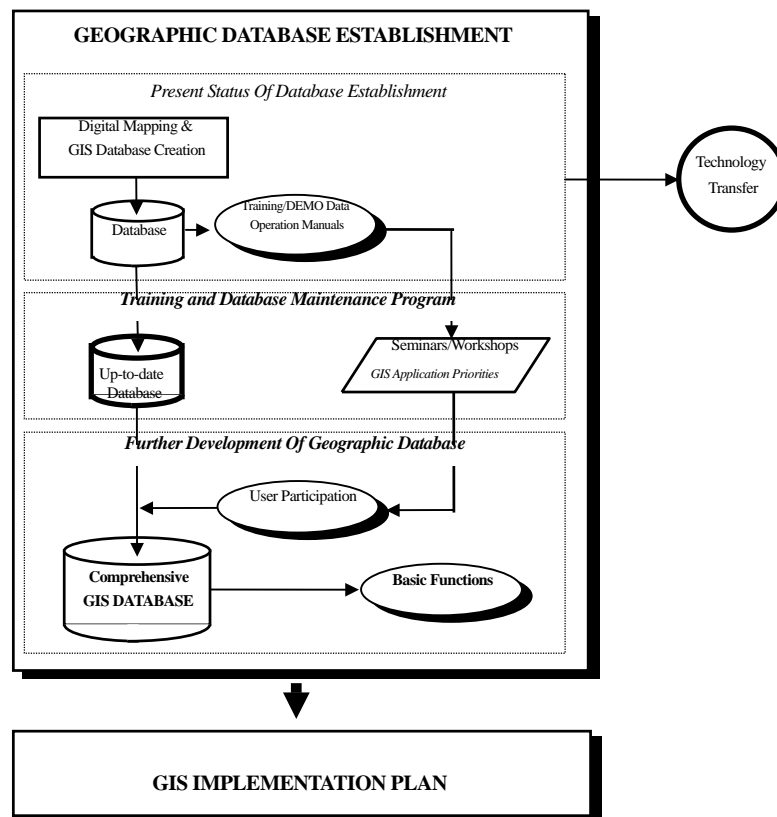 GEOGRAPHIC DATABASE ESTABLISHMENT
Present Status Of Database Establishment
Digital Mapping &
GIS Database Creation
Technology
Transfer
Training/DEMO Data
Operation Manuals
Database
Training and Database Maintenance Program
Seminars/Workshops
GIS Application Priorities
Up-to-date
Database
Further Development Of Geographic Database
User Participation
Comprehensive
GIS DATABASE
Basic Functions
GIS IMPLEMENTATION PLAN